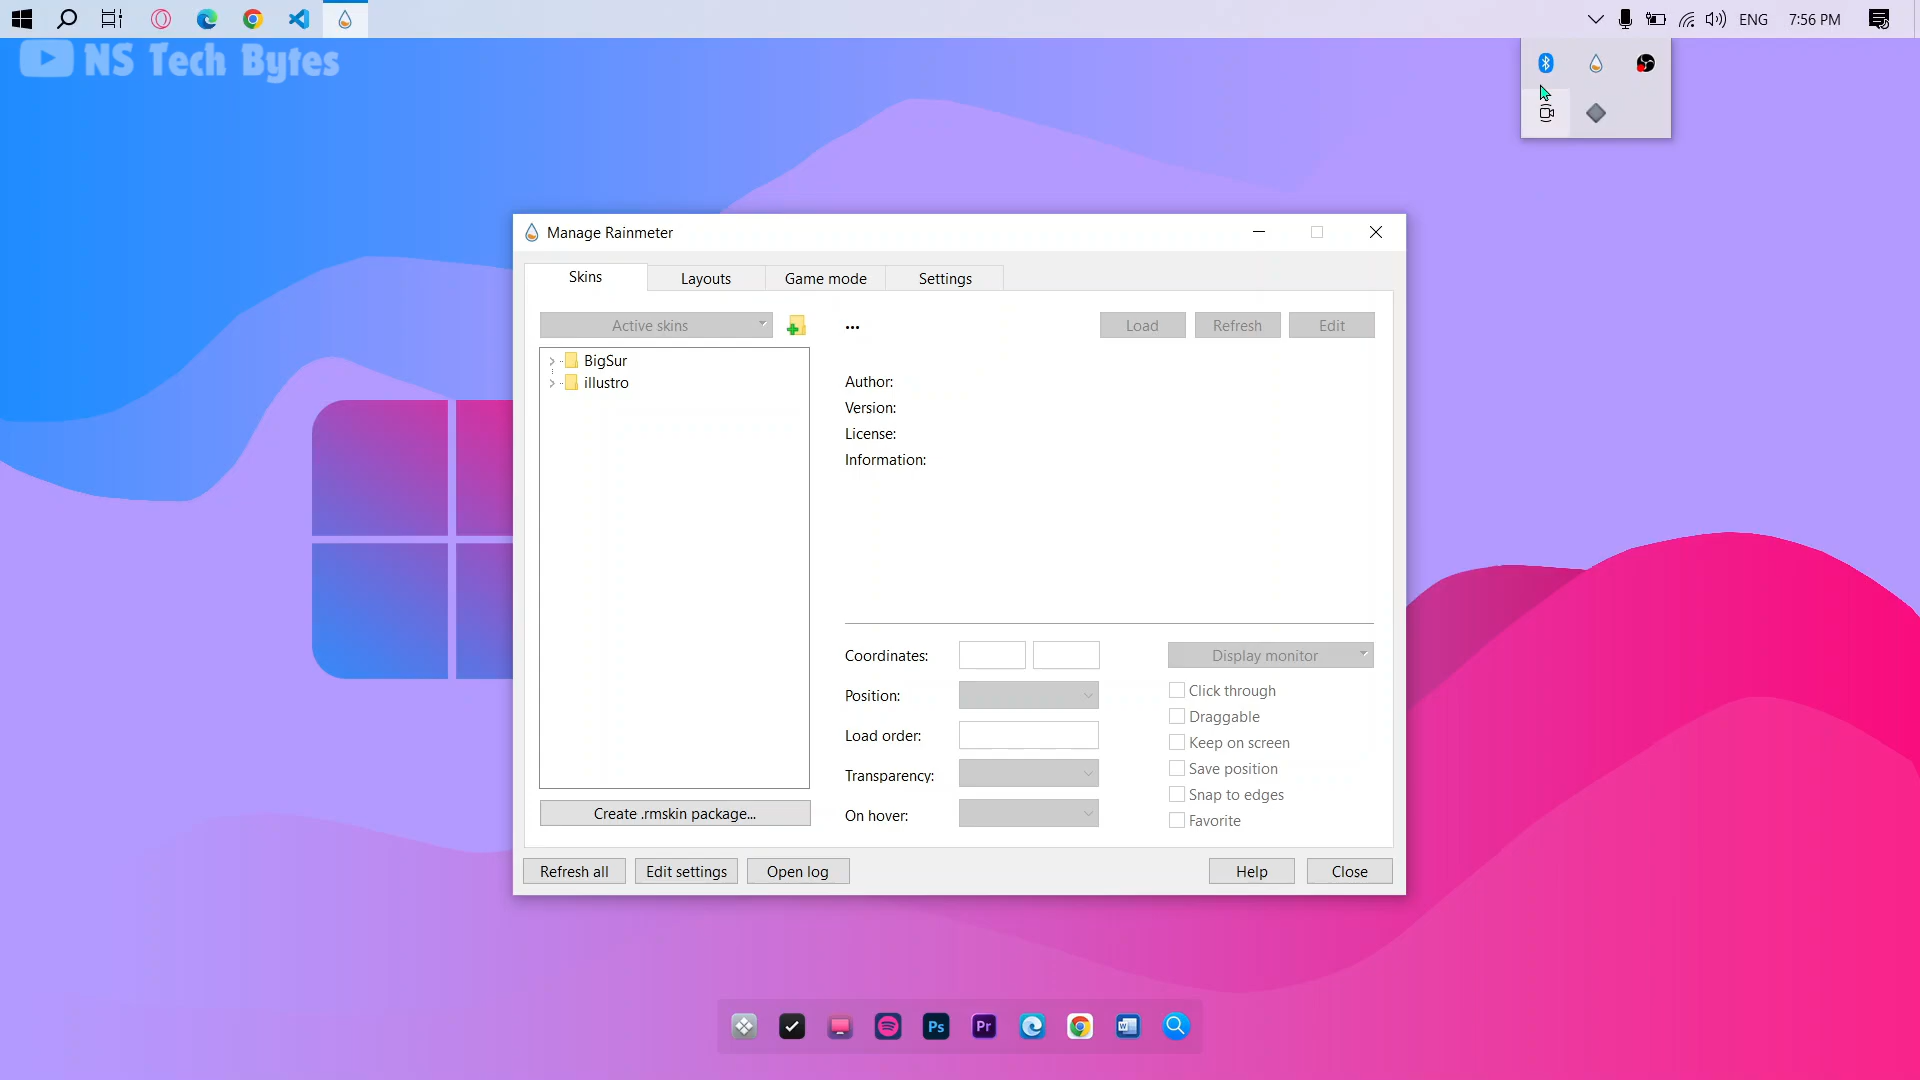 ENG
7:56 PM
NS Tech Bytes
Manage Rainmeter
Skins
Layouts
Game mode
Settings
Active skins
...
Load
Refresh
Edit
BigSur
illustro
Author:
Version:
License:
Information:
Coordinates:
Display monitor
Position:
Click through
Draggable
Load order:
Keep on screen
Transparency:
Save position
Snap to edges
Create .rmskin package...
On hover:
Favorite
Refresh all
Edit settings
Open log
Help
Close
Ps
Pr
W